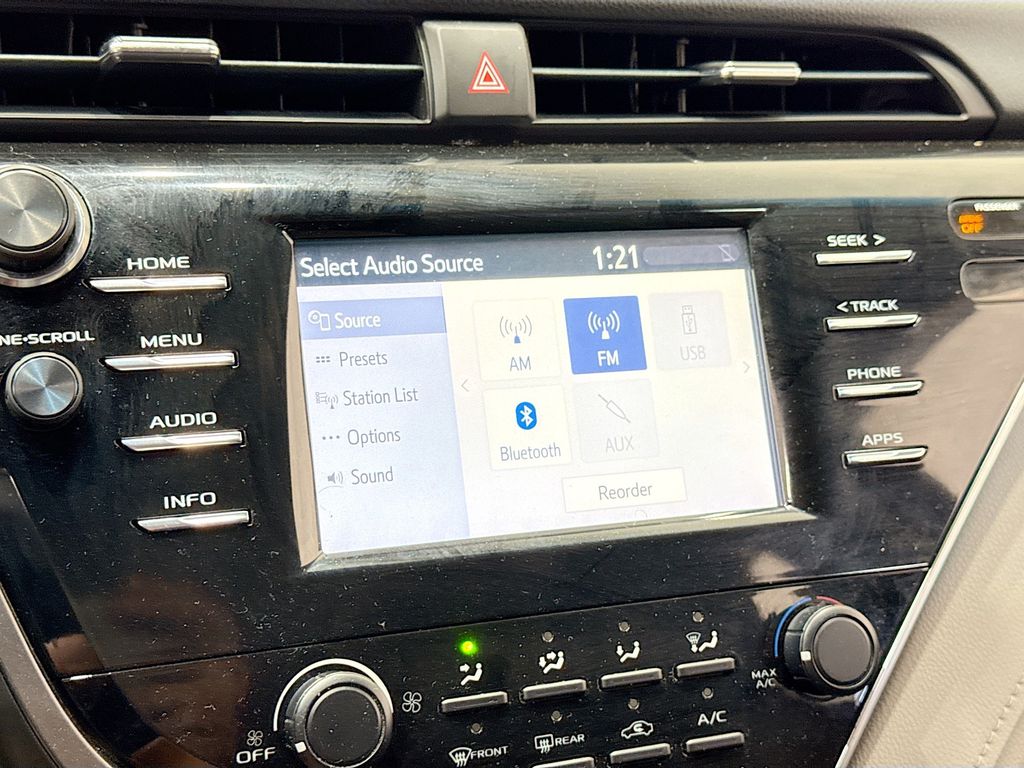 Select Audio Source 1:21
Source
Presets
Station List
Options
Sound
AM
FM
USB
Bluetooth
AUX
Reorder
HOME
NE•SCROLL
MENU
AUDIO
INFO
SEEK >
< TRACK
PHONE
APPS
OFF
OFF
FRONT
REAR
A/C
MAX
A/C